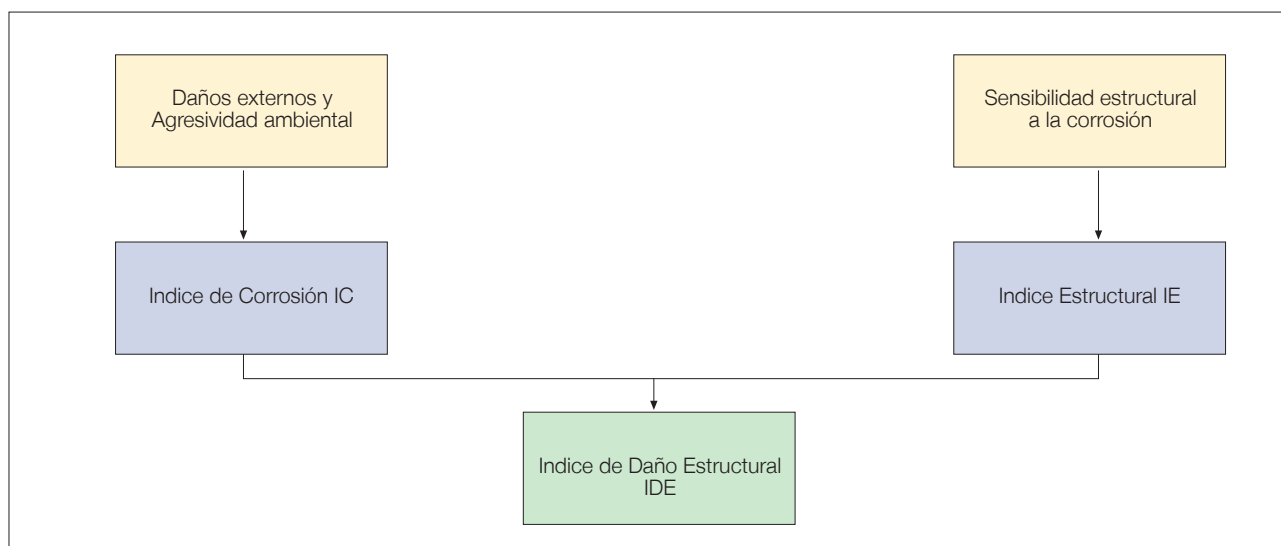 Daños externos y
Agresividad ambiental
Sensibilidad estructural
a la corrosión
Indice de Corrosión IC
Indice Estructural IE
Indice de Daño Estructural
IDE